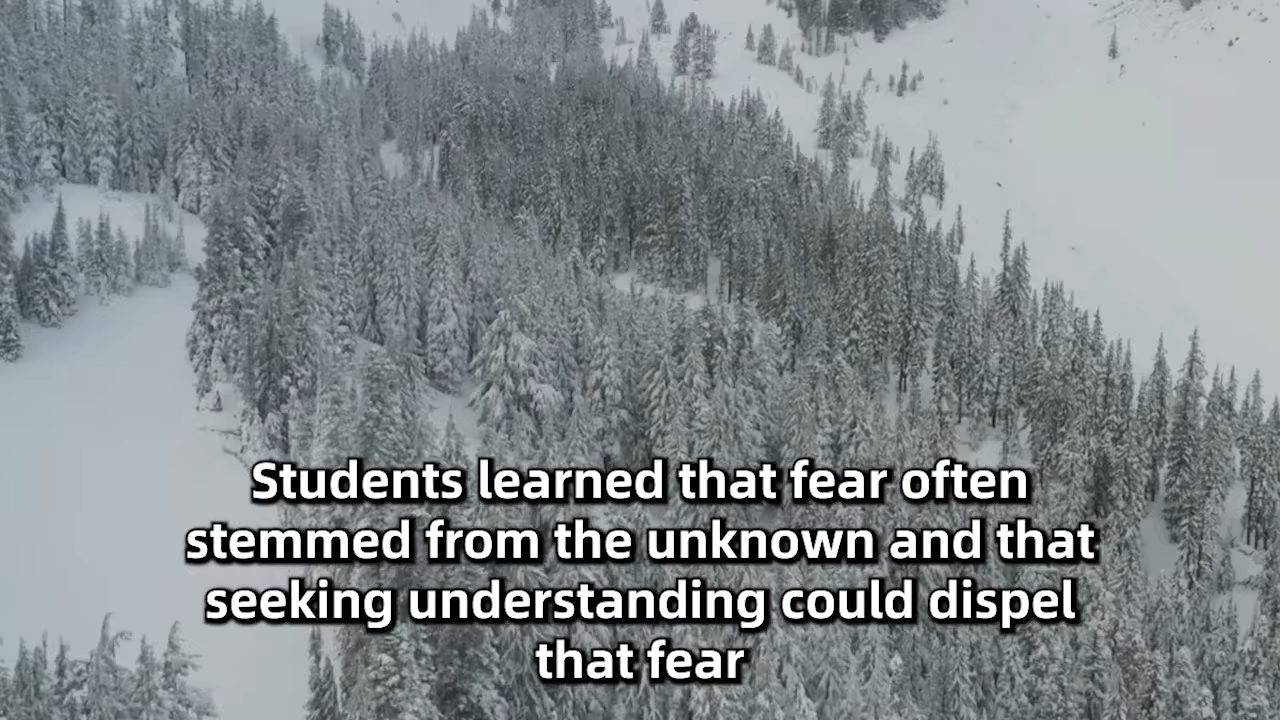 Students learned that fear often
stemmed from the unknown and that
seeking understanding could dispel
that fear